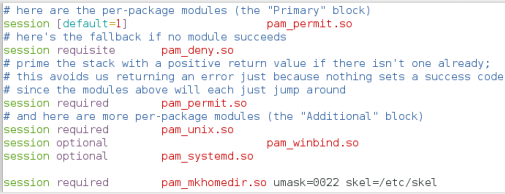 # here are the per-package modules (the "Primary" block)
session [default=1] pam_permit.so
# here's the fallback if no module succeeds
session requisite pam_deny.so
# prime the stack with a positive return value if there isn't one already;
# this avoids us returning an error just because nothing sets a success code
# since the modules above will each just jump around
session required pam_permit.so
# and here are more per-package modules (the "Additional" block)
session required pam_unix.so
session optional pam_winbind.so
session optional pam_systemd.so
session required pam_mkhomedir.so umask=0022 skel=/etc/skel